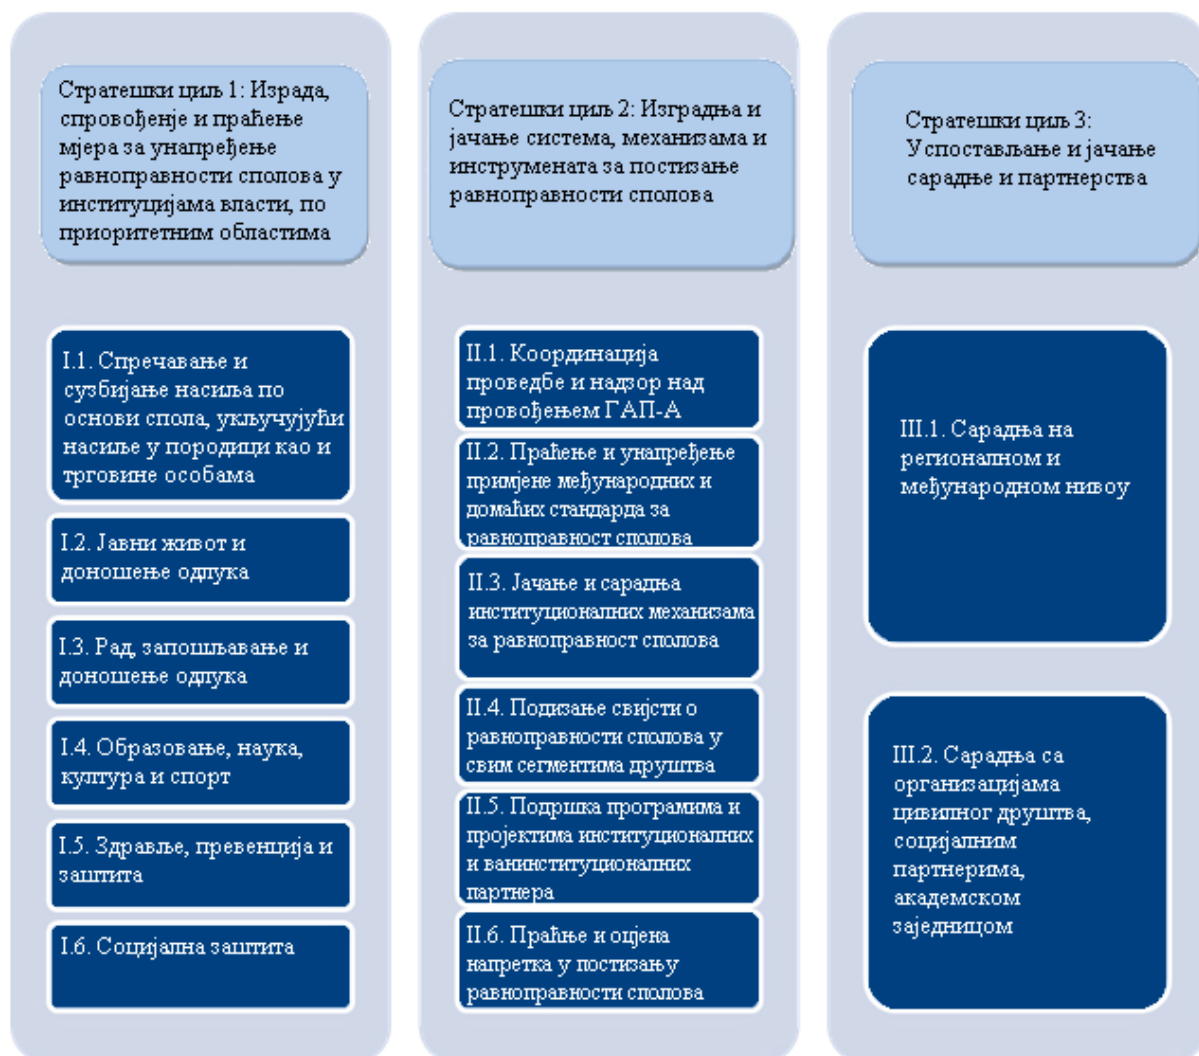 Стратешки циљ 1: Израда,
спровођенје и праћење
мјера за унапређење
равноправности сполова у
институцијама власти, по
приоритетним областима
I.1. Спречавање и
сузбијање насиља по
основи спола, укључујући
насиље у породици као и
трговине особама
I.2. Јавни живот и
доношење одлука
I.3. Рад, запошљавање и
доношење одлука
I.4. Образовање, наука,
култура и спорт
I.5. Здравље, превенција и
заштита
I.6. Социјална заштита
Стратешки циљ 2: Изградња и
јачање система, механизама и
инструмената за постизање
равноправности сполова
II.1. Координација
проведбе и надзор над
провођењем ГАП-А
II.2. Праћење и унапређење
примјене међународних и
домаћих стандарда за
равноправност сполова
II.3. Јачање и сарадња
институционалних механизама
за равноправност сполова
II.4. Подизање свијсти о
равноправности сполова у
свим сегментима друштва
II.5. Подршка програмима и
пројектима институционалних
и ванинституционалних
партнера
II.6. Праћње и оцјена
напретка у постизању
равноправности сполова
Стратешки циљ 3:
Успостављање и јачање
сарадње и партнерства
III.1. Сарадња на
регионалном и
међународном нивоу
III.2. Сарадња са
организацијама
цивилног друштва,
социјалним
партнерима,
академском
заједницом